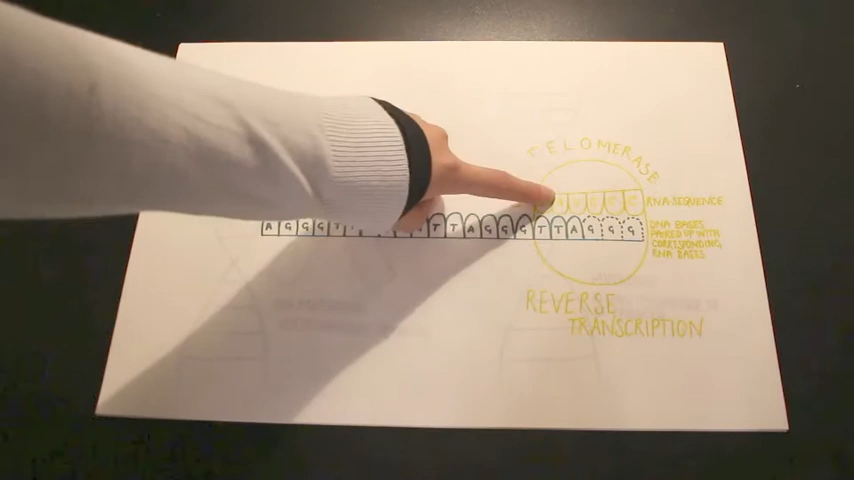 TELOMERASE
RNA SEQUENCE
A G G G T T T A G G G T T A G G G
DNA BASES
PAIRED UP WITH
CORRESPONDING
RNA BASES
REVERSE
TRANSCRIPTION